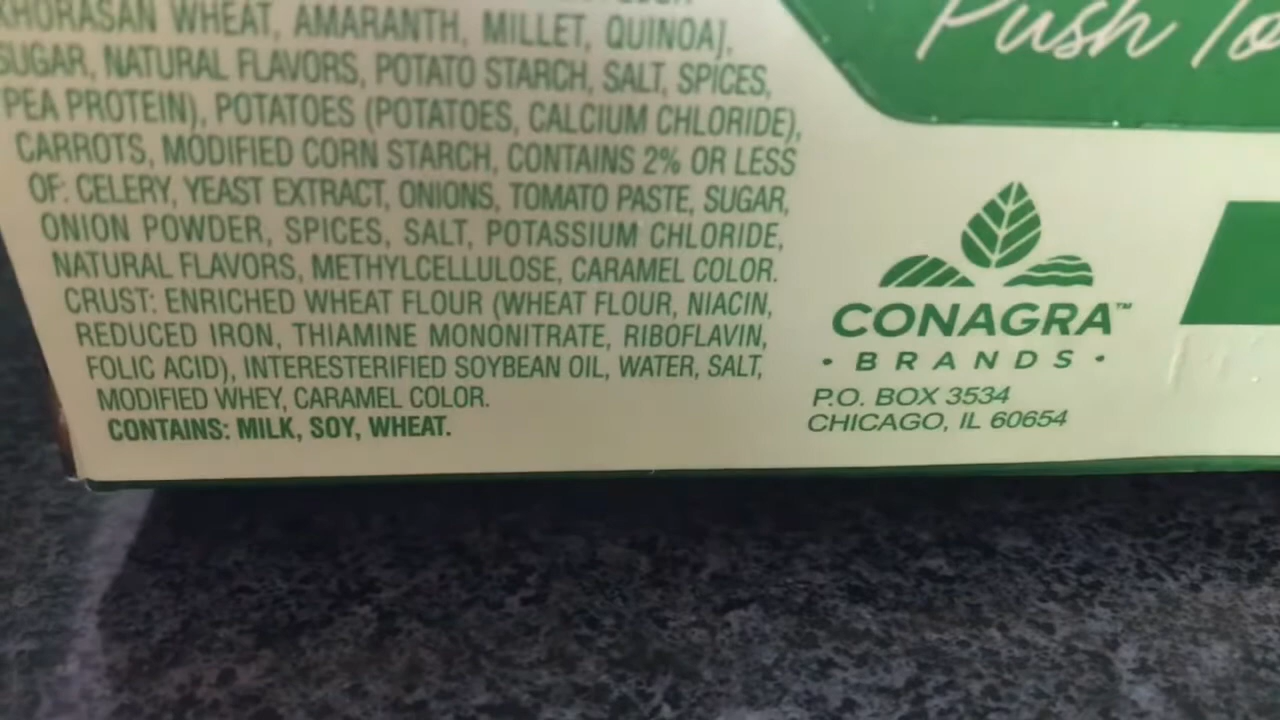 KHORASAN WHEAT, AMARANTH, MILLET, QUINOA],
SUGAR, NATURAL FLAVORS, POTATO STARCH, SALT, SPICES,
PEA PROTEIN), POTATOES (POTATOES, CALCIUM CHLORIDE),
CARROTS, MODIFIED CORN STARCH, CONTAINS 2% OR LESS
OF: CELERY, YEAST EXTRACT, ONIONS, TOMATO PASTE, SUGAR,
ONION POWDER, SPICES, SALT, POTASSIUM CHLORIDE,
NATURAL FLAVORS, METHYLCELLULOSE, CARAMEL COLOR.
CRUST: ENRICHED WHEAT FLOUR (WHEAT FLOUR, NIACIN,
REDUCED IRON, THIAMINE MONONITRATE, RIBOFLAVIN,
FOLIC ACID), INTERESTERIFIED SOYBEAN OIL, WATER, SALT,
MODIFIED WHEY, CARAMEL COLOR.
CONTAINS: MILK, SOY, WHEAT.
Push To
CONAGRA™
• BRANDS •
P.O. BOX 3534
CHICAGO, IL 60654